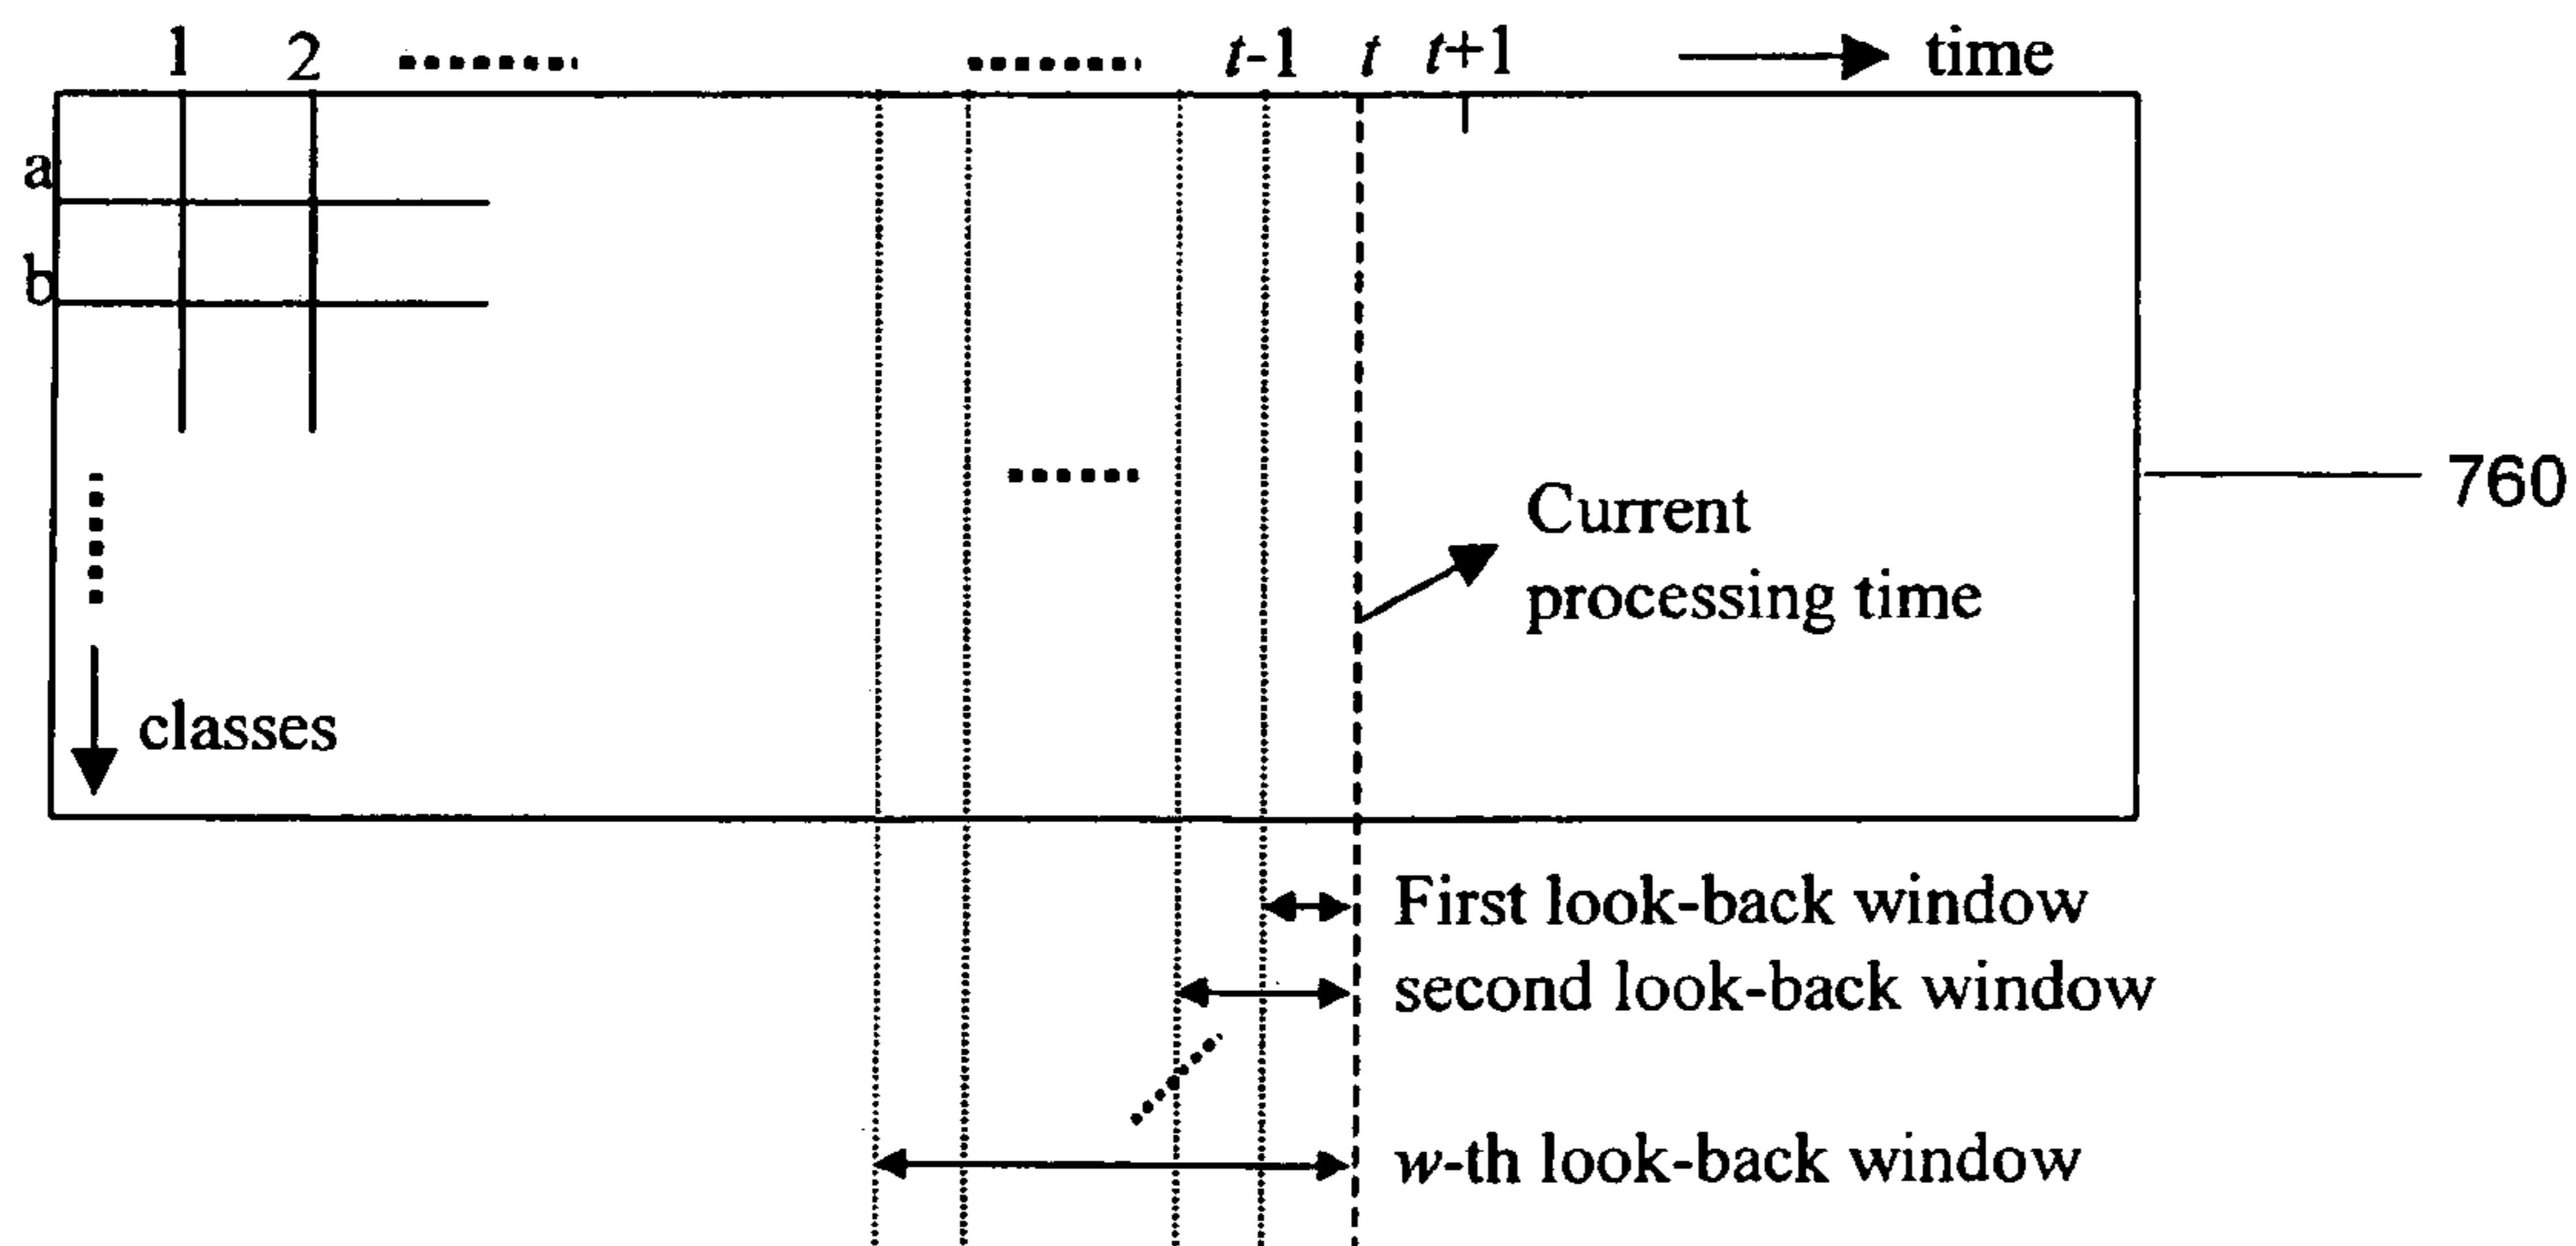 1 2 t-1 t t+1 time
a
b
Current
processing time
760
classes
First look-back window
second look-back window
w-th look-back window